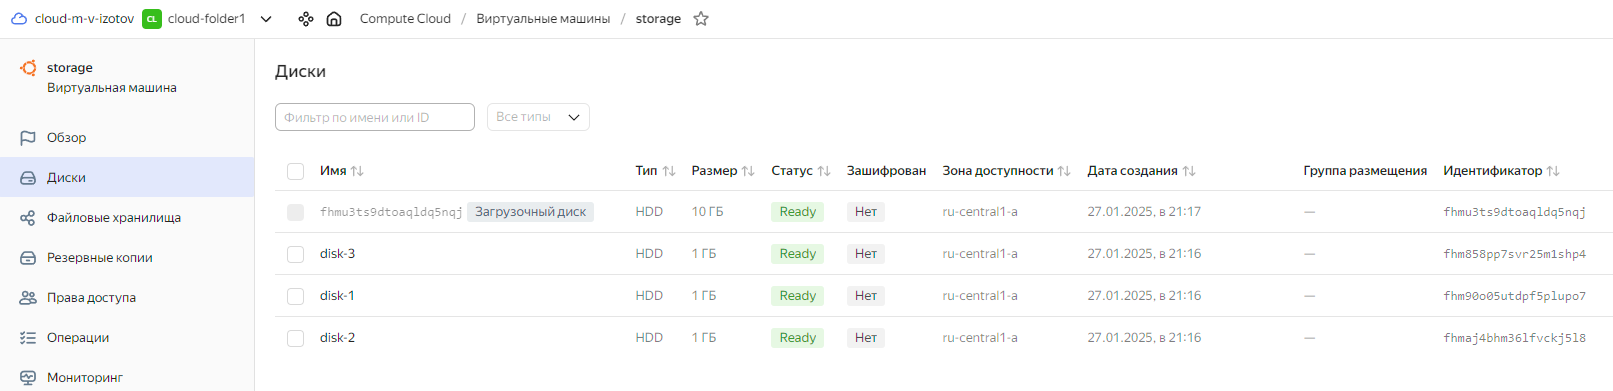 cloud-m-v-izotov CL cloud-folder1 Compute Cloud / Виртуальные машины / storage
storage
Виртуальная машина
Обзор
Диски
Файловые хранилища
Резервные копии
Права доступа
Операции
Мониторинг
Диски
Фильтр по имени или ID Все типы
Имя Тип Размер Статус Зашифрован Зона доступности Дата создания Группа размещения Идентификатор
fhmu3ts9dtoaqldq5nqj Загрузочный диск HDD 10 ГБ Ready Нет ru-central1-a 27.01.2025, в 21:17 — fhmu3ts9dtoaqldq5nqj
disk-3 HDD 1 ГБ Ready Нет ru-central1-a 27.01.2025, в 21:16 — fhm858pp7svr25m1shp4
disk-1 HDD 1 ГБ Ready Нет ru-central1-a 27.01.2025, в 21:16 — fhm90o05utdpf5plupo7
disk-2 HDD 1 ГБ Ready Нет ru-central1-a 27.01.2025, в 21:16 — fhmaj4bhm36lfvckj5l8